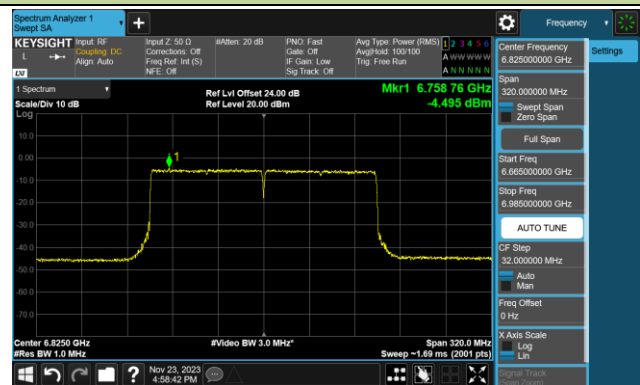 Spectrum Analyzer 1
Swept SA
+
Frequency
KEYSIGHT
Input: RF
Coupling: DC
Align: Auto
Input Z: 50 Ω
Corrections: Off
Freq Ref: Int (S)
NFE: Off
#Atten: 20 dB
PNO: Fast
Gate: Off
IF Gain: Low
Sig Track: Off
Avg Type: Power (RMS)
Avg|Hold: 100/100
Trig: Free Run
1 2 3 4 5 6
A W W W W W
A N N N N N
L
LXI
1 Spectrum
Scale/Div 10 dB
Log
Ref Lvl Offset 24.00 dB
Ref Level 20.00 dBm
Mkr1 6.758 76 GHz
-4.495 dBm
10.0
0.00
-10.0
-20.0
-30.0
-40.0
-50.0
-60.0
-70.0
1
Center 6.8250 GHz
#Res BW 1.0 MHz
#Video BW 3.0 MHz*
Span 320.0 MHz
Sweep ~1.69 ms (2001 pts)
Nov 23, 2023
4:58:42 PM
?
Center Frequency
6.825000000 GHz
Span
320.000000 MHz
Swept Span
Zero Span
Full Span
Start Freq
6.665000000 GHz
Stop Freq
6.985000000 GHz
AUTO TUNE
CF Step
32.000000 MHz
Auto
Man
Freq Offset
0 Hz
X Axis Scale
Log
Lin
Signal Track
(Span Zoom)
Settings